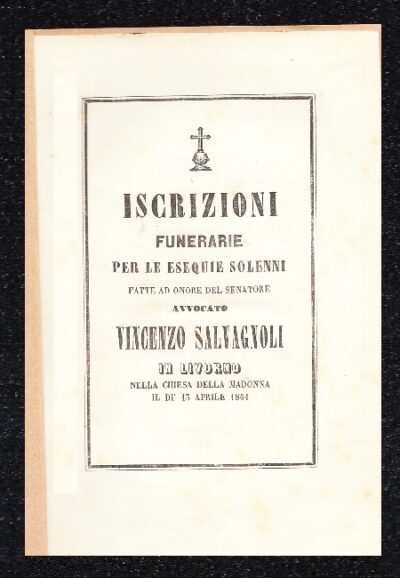 ISCRIZIONI
FUNERARIE
PER LE ESEQUIE SOLENNI
FATTE AD ONORE DEL SENATORE
AVVOCATO
VINCENZO SALVAGNOLI
IN LIVORNO
NELLA CHIESA DELLA MADONNA
IL DI' 13 APRILE 1861